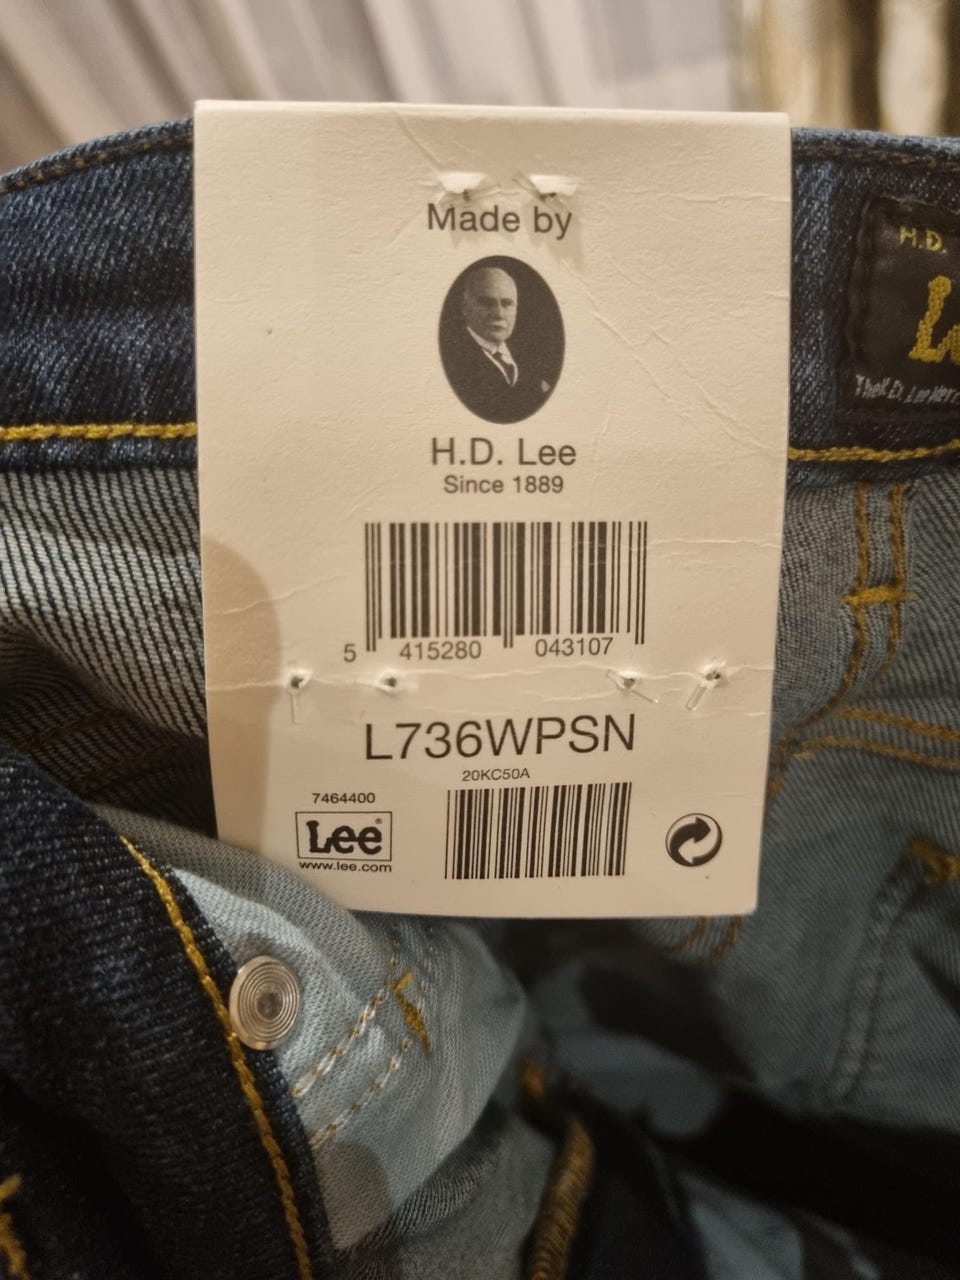 Made by
H.D. Lee
Since 1889
5 415280 043107
L736WPSN
20KC50A
7464400
Lee®
www.lee.com
H.D.